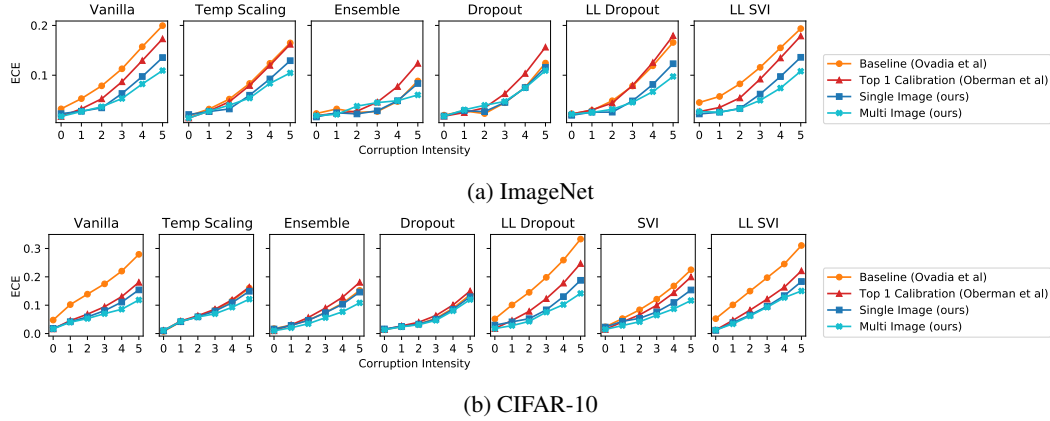 Vanilla Temp Scaling Ensemble Dropout LL Dropout LL SVI
0.2
0.1
ECE
0 1 2 3 4 5 0 1 2 3 4 5 0 1 2 3 4 5 0 1 2 3 4 5 0 1 2 3 4 5 0 1 2 3 4 5
Corruption Intensity
Baseline (Ovadia et al)
Top 1 Calibration (Oberman et al)
Single Image (ours)
Multi Image (ours)
(a) ImageNet
Vanilla Temp Scaling Ensemble Dropout LL Dropout SVI LL SVI
0.3
0.2
0.1
0.0
ECE
0 1 2 3 4 5 0 1 2 3 4 5 0 1 2 3 4 5 0 1 2 3 4 5 0 1 2 3 4 5 0 1 2 3 4 5 0 1 2 3 4 5
Corruption Intensity
Baseline (Ovadia et al)
Top 1 Calibration (Oberman et al)
Single Image (ours)
Multi Image (ours)
(b) CIFAR-10